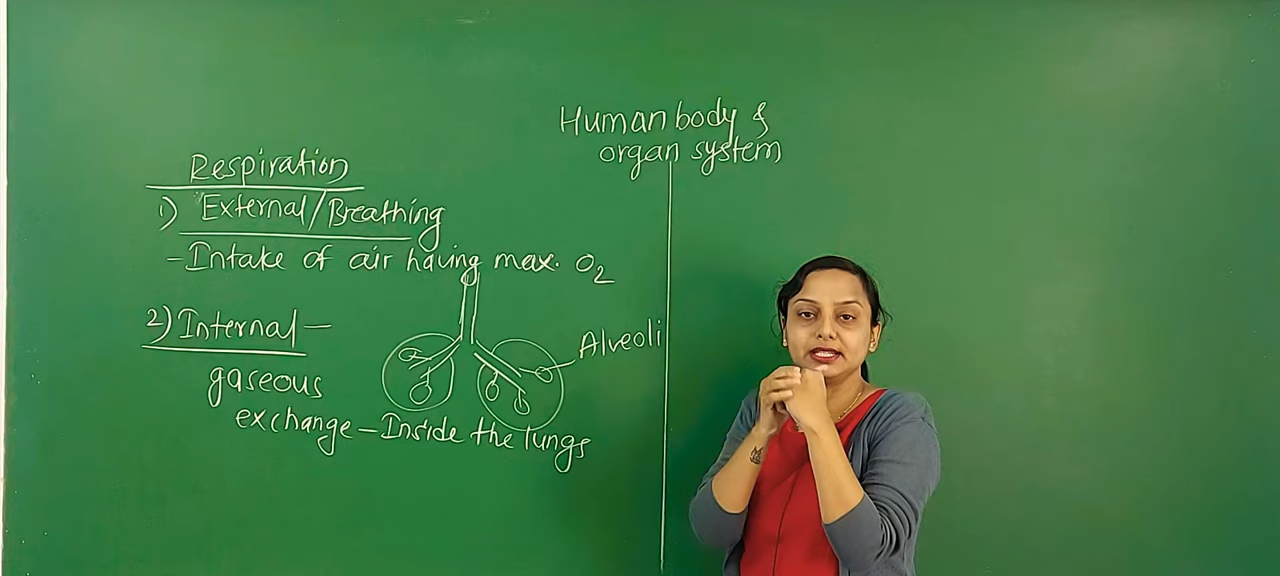 Human body &
organ system
Respiration
1) External/Breathing
- Intake of air having max. O2
2) Internal -
gaseous
exchange - Inside the lungs
Alveoli